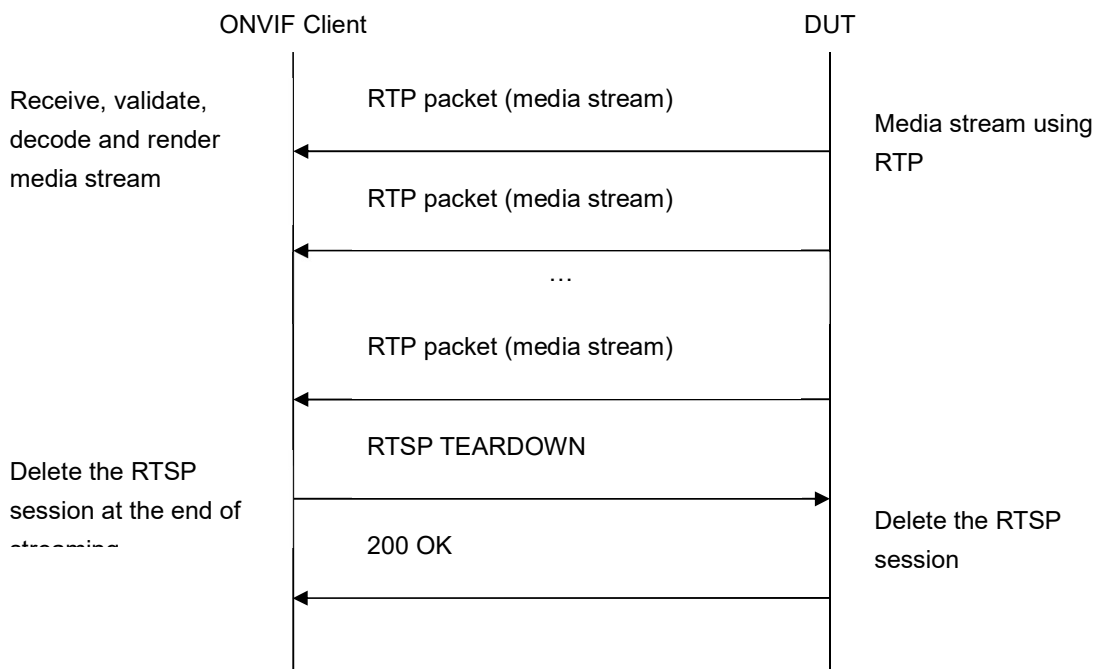 ONVIF Client
DUT
Receive, validate,
decode and render
media stream
RTP packet (media stream)
Media stream using
RTP
RTP packet (media stream)
…
RTP packet (media stream)
RTSP TEARDOWN
Delete the RTSP
session at the end of
streaming
200 OK
Delete the RTSP
session